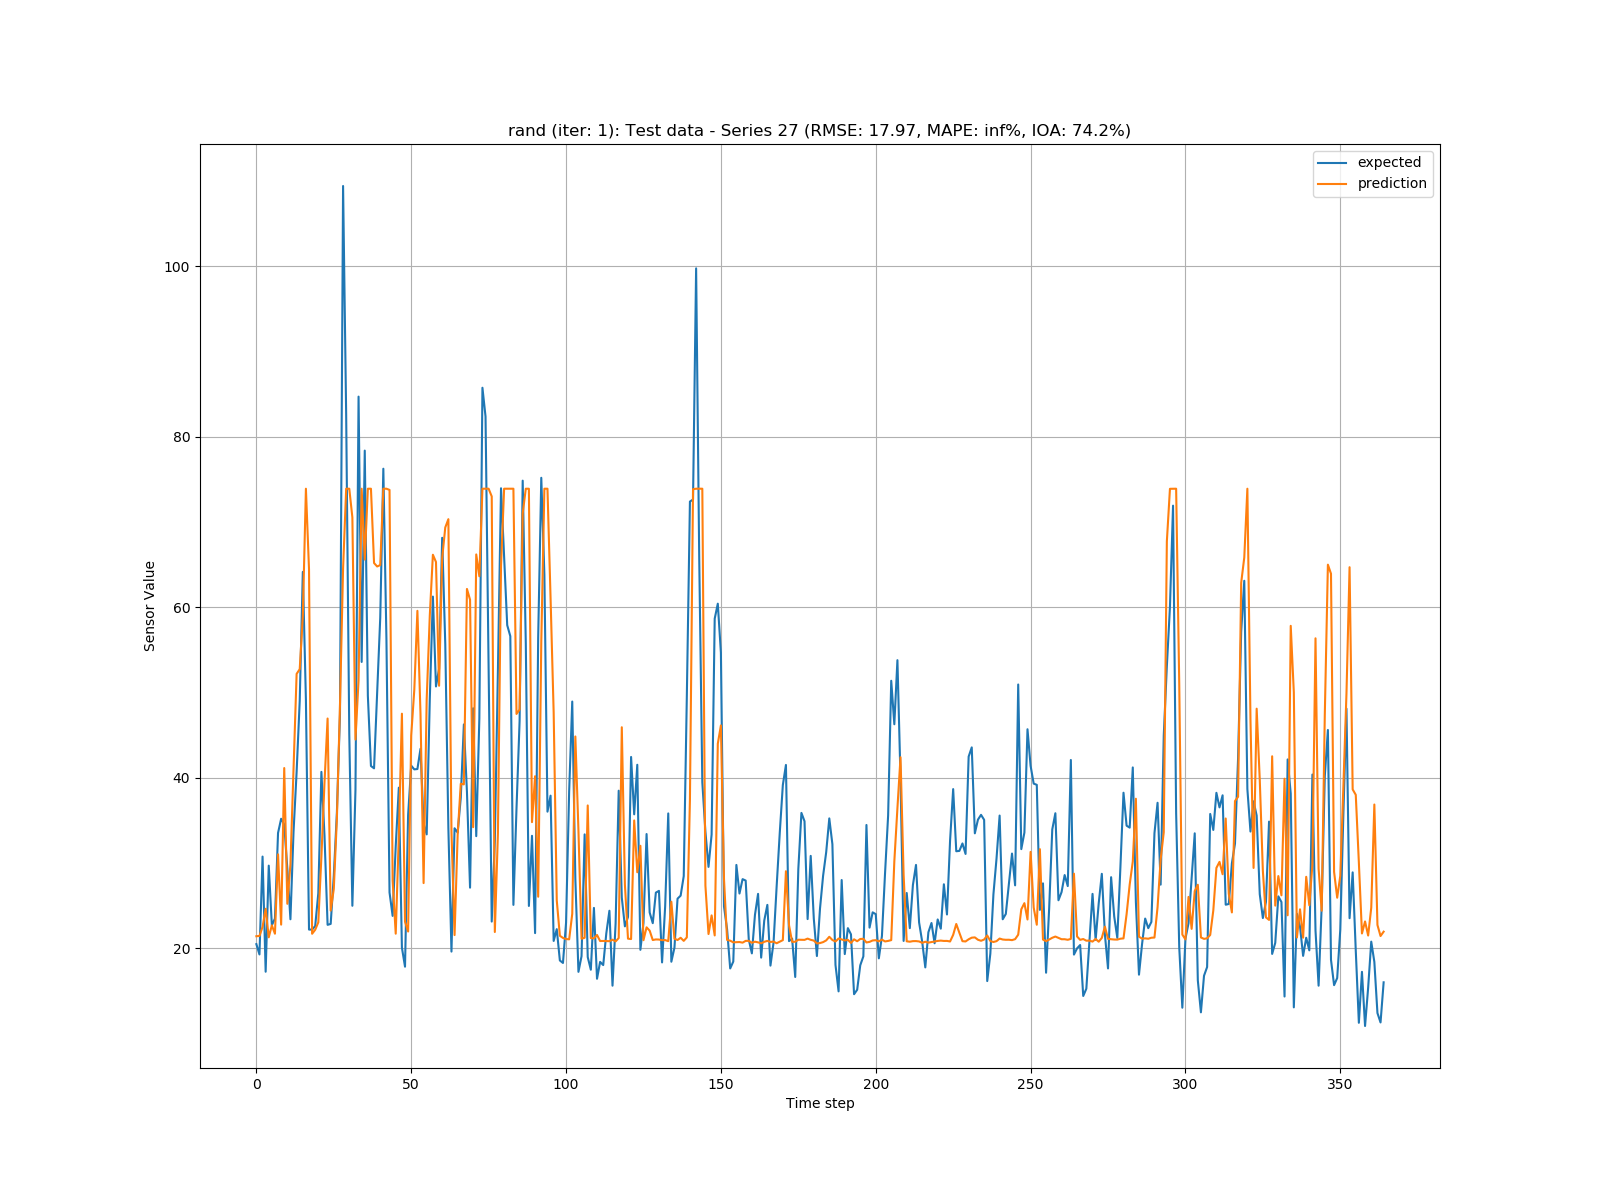 rand (iter: 1): Test data - Series 27 (RMSE: 17.97, MAPE: inf%, IOA: 74.2%)
expected
prediction
100
80
60
40
20
Sensor Value
0 50 100 150 200 250 300 350
Time step